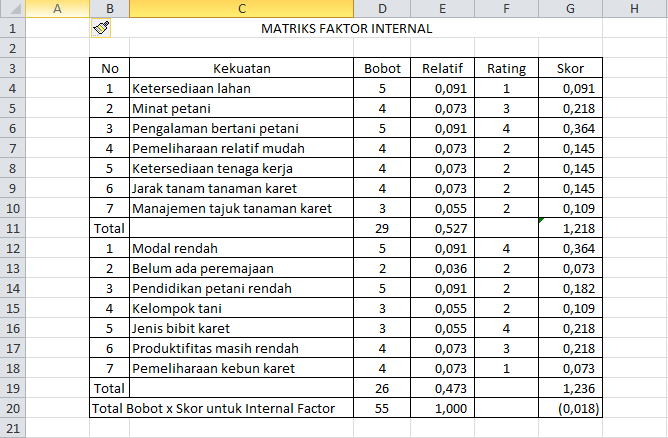 A B C D E F G H
1 MATRIKS FAKTOR INTERNAL
2
3 No Kekuatan Bobot Relatif Rating Skor
4 1 Ketersediaan lahan 5 0,091 1 0,091
5 2 Minat petani 4 0,073 3 0,218
6 3 Pengalaman bertani petani 5 0,091 4 0,364
7 4 Pemeliharaan relatif mudah 4 0,073 2 0,145
8 5 Ketersediaan tenaga kerja 4 0,073 2 0,145
9 6 Jarak tanam tanaman karet 4 0,073 2 0,145
10 7 Manajemen tajuk tanaman karet 3 0,055 2 0,109
11 Total 29 0,527 1,218
12 1 Modal rendah 5 0,091 4 0,364
13 2 Belum ada peremajaan 2 0,036 2 0,073
14 3 Pendidikan petani rendah 5 0,091 2 0,182
15 4 Kelompok tani 3 0,055 2 0,109
16 5 Jenis bibit karet 3 0,055 4 0,218
17 6 Produktifitas masih rendah 4 0,073 3 0,218
18 7 Pemeliharaan kebun karet 4 0,073 1 0,073
19 Total 26 0,473 1,236
20 Total Bobot x Skor untuk Internal Factor 55 1,000 (0,018)
21